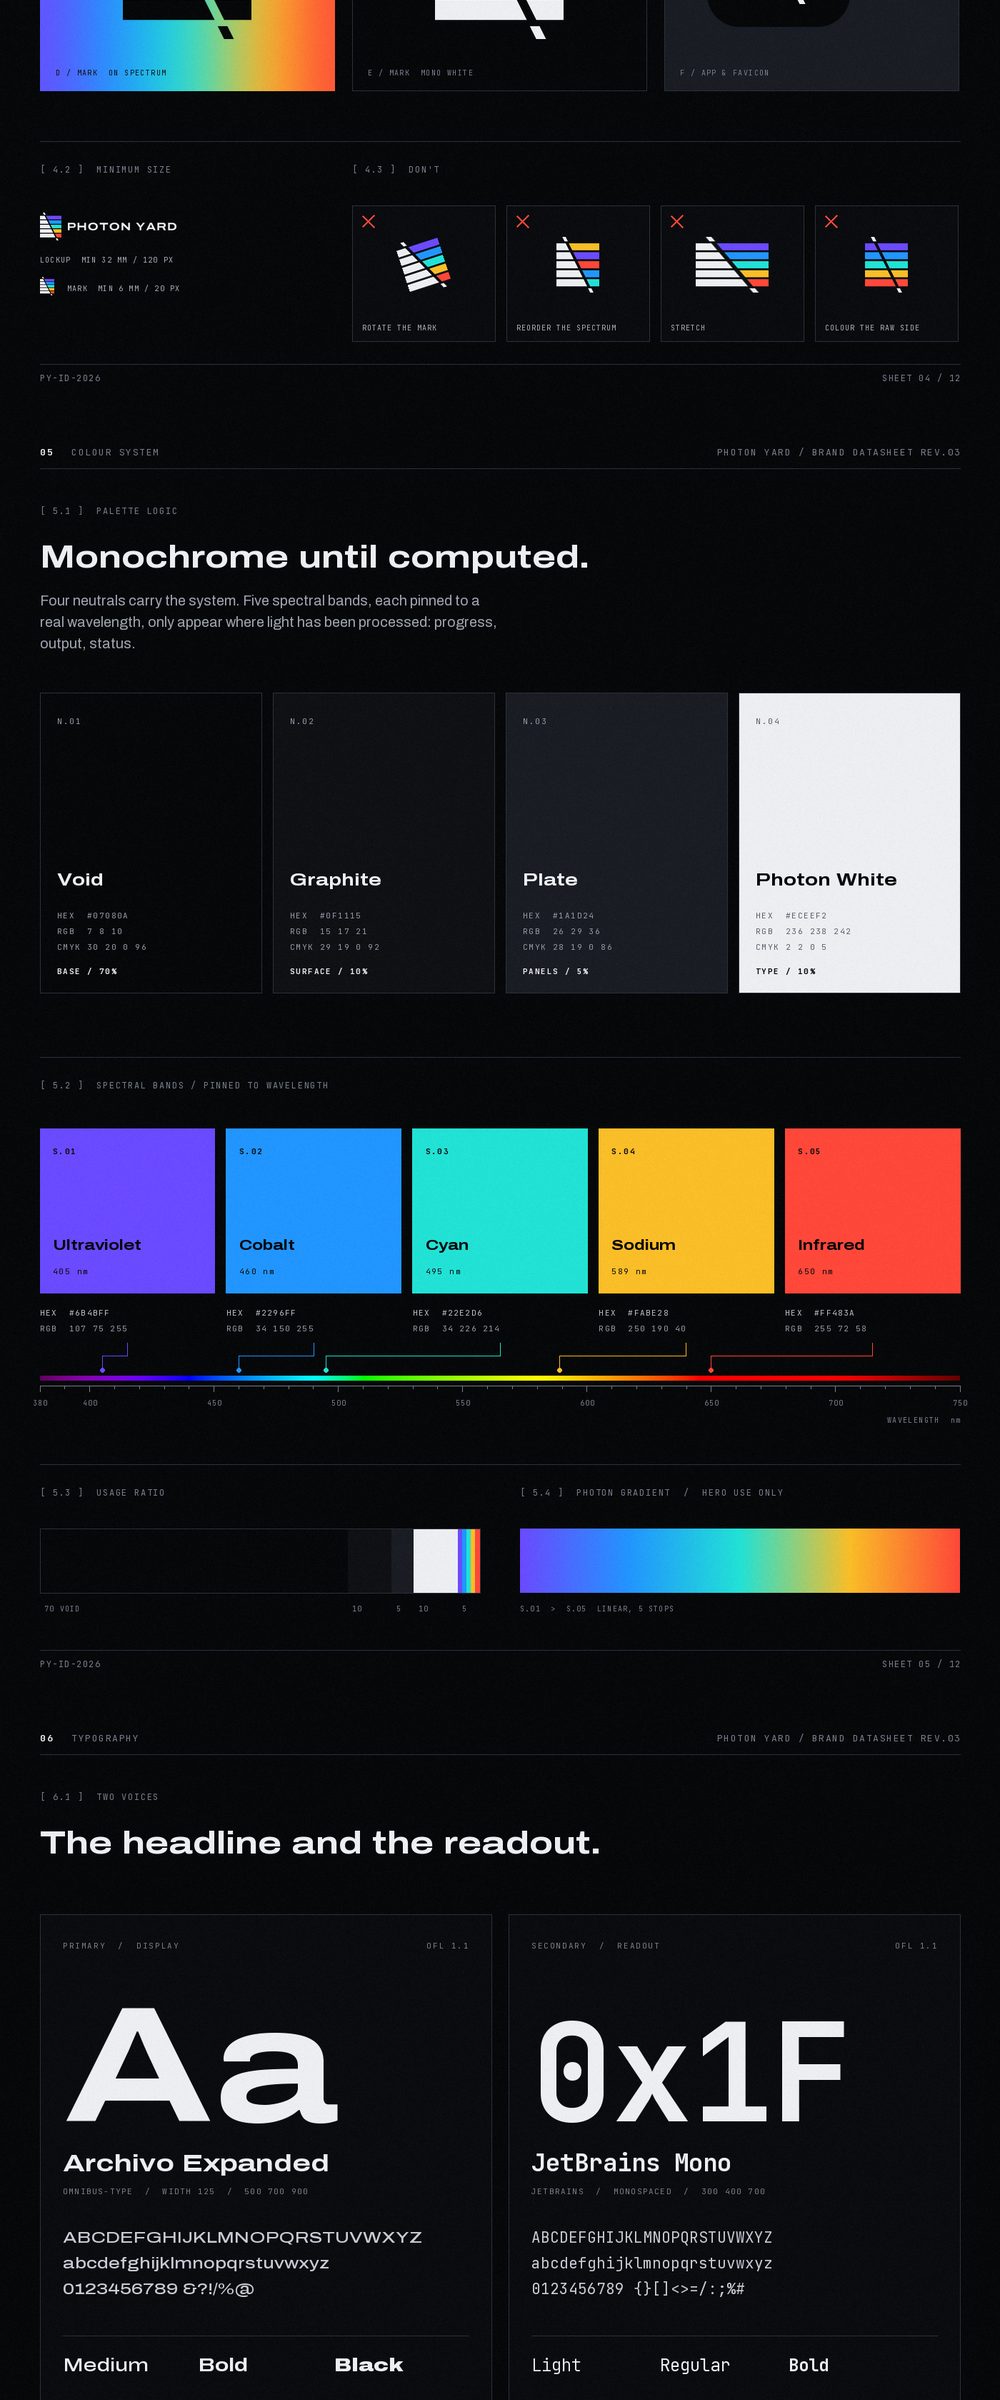 D / MARK ON SPECTRUM
E / MARK MONO WHITE
F / APP & FAVICON
[ 4.2 ] MINIMUM SIZE
[ 4.3 ] DON'T
PHOTON YARD
LOCKUP MIN 32 MM / 120 PX
MARK MIN 6 MM / 20 PX
ROTATE THE MARK
REORDER THE SPECTRUM
STRETCH
COLOUR THE RAW SIDE
PY-ID-2026
SHEET 04 / 12
05 COLOUR SYSTEM
PHOTON YARD / BRAND DATASHEET REV.03
[ 5.1 ] PALETTE LOGIC
Monochrome until computed.
Four neutrals carry the system. Five spectral bands, each pinned to a
real wavelength, only appear where light has been processed: progress,
output, status.
N.01
Void
HEX #07080A
RGB 7 8 10
CMYK 30 20 0 96
BASE / 70%
N.02
Graphite
HEX #0F1115
RGB 15 17 21
CMYK 29 19 0 92
SURFACE / 10%
N.03
Plate
HEX #1A1D24
RGB 26 29 36
CMYK 28 19 0 86
PANELS / 5%
N.04
Photon White
HEX #ECEEF2
RGB 236 238 242
CMYK 2 2 0 5
TYPE / 10%
[ 5.2 ] SPECTRAL BANDS / PINNED TO WAVELENGTH
S.01
Ultraviolet
405 nm
HEX #6B4BFF
RGB 107 75 255
S.02
Cobalt
460 nm
HEX #2296FF
RGB 34 150 255
S.03
Cyan
495 nm
HEX #22E2D6
RGB 34 226 214
S.04
Sodium
589 nm
HEX #FABE28
RGB 250 190 40
S.05
Infrared
650 nm
HEX #FF483A
RGB 255 72 58
380 400 450 500 550 600 650 700 750
WAVELENGTH nm
[ 5.3 ] USAGE RATIO
70 VOID 10 5 10 5
[ 5.4 ] PHOTON GRADIENT / HERO USE ONLY
S.01 > S.05 LINEAR, 5 STOPS
PY-ID-2026
SHEET 05 / 12
06 TYPOGRAPHY
PHOTON YARD / BRAND DATASHEET REV.03
[ 6.1 ] TWO VOICES
The headline and the readout.
PRIMARY / DISPLAY
OFL 1.1
Aa
Archivo Expanded
OMNIBUS-TYPE / WIDTH 125 / 500 700 900
ABCDEFGHIJKLMNOPQRSTUVWXYZ
abcdefghijklmnopqrstuvwxyz
0123456789 &?!/%@
Medium Bold Black
SECONDARY / READOUT
OFL 1.1
0x1F
JetBrains Mono
JETBRAINS / MONOSPACED / 300 400 700
ABCDEFGHIJKLMNOPQRSTUVWXYZ
abcdefghijklmnopqrstuvwxyz
0123456789 {}[]<>=/:;%#
Light Regular Bold